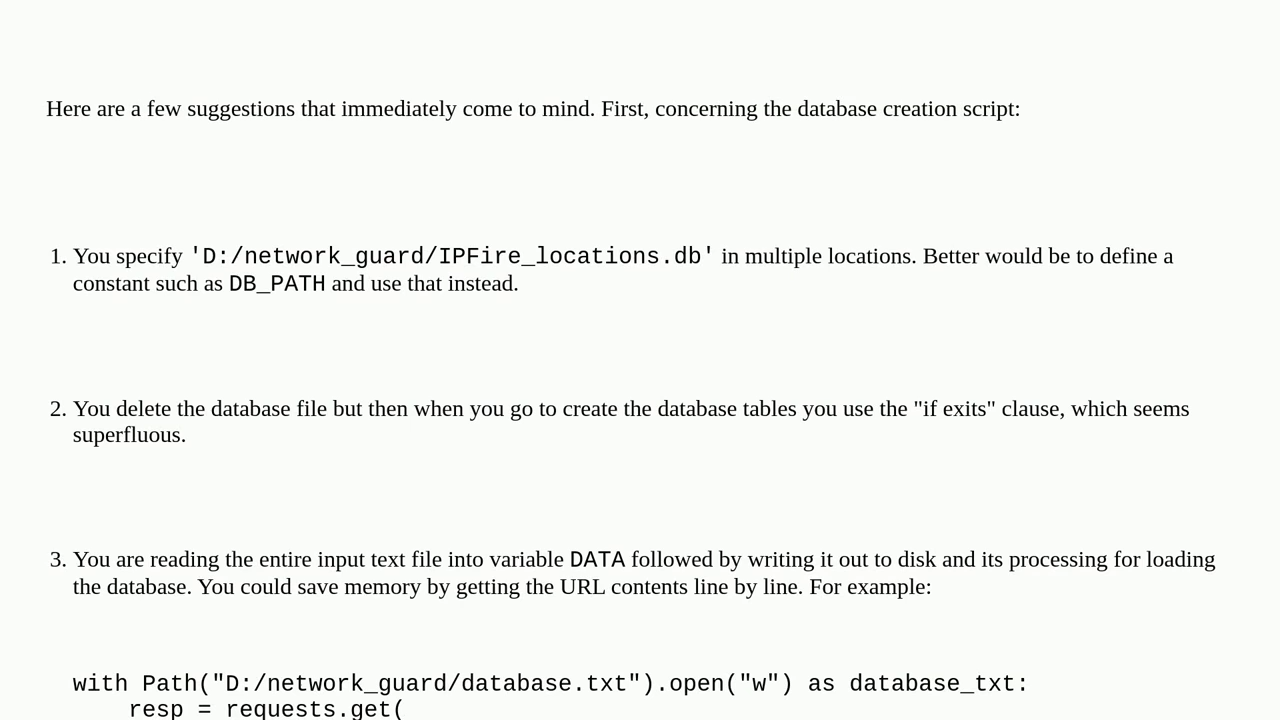 Here are a few suggestions that immediately come to mind. First, concerning the database creation script:
1. You specify 'D:/network_guard/IPFire_locations.db' in multiple locations. Better would be to define a
constant such as DB_PATH and use that instead.
2. You delete the database file but then when you go to create the database tables you use the "if exits" clause, which seems
superfluous.
3. You are reading the entire input text file into variable DATA followed by writing it out to disk and its processing for loading
the database. You could save memory by getting the URL contents line by line. For example:
with Path("D:/network_guard/database.txt").open("w") as database_txt:
    resp = requests.get(